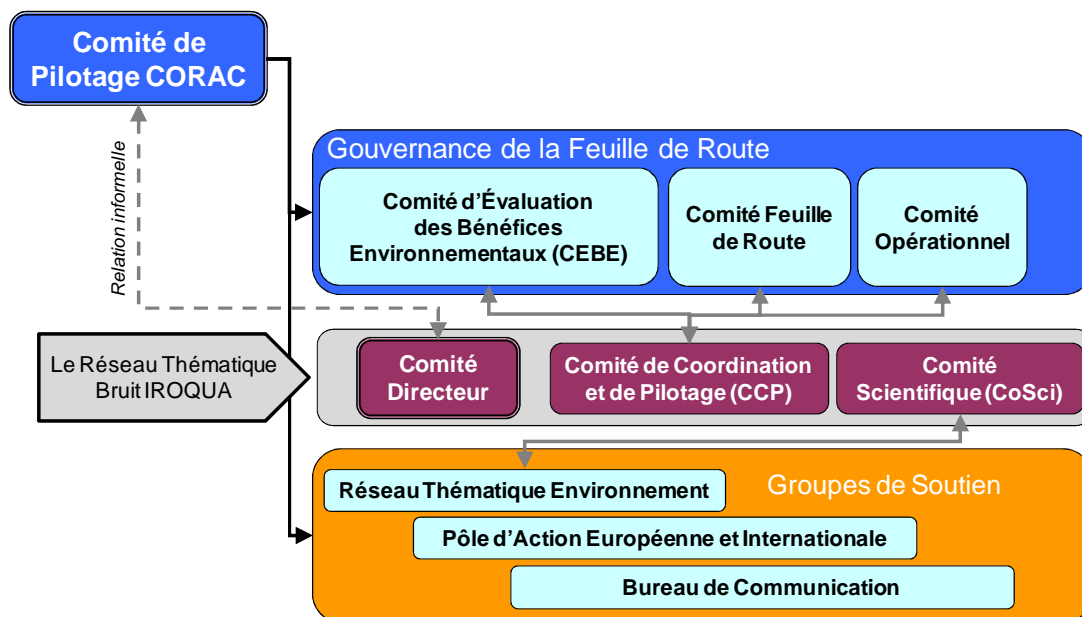 Comité de
Pilotage CORAC
Relation informelle
Gouvernance de la Feuille de Route
Comité d’Évaluation
des Bénéfices
Environnementaux (CEBE)
Comité Feuille
de Route
Comité
Opérationnel
Le Réseau Thématique
Bruit IROQUA
Comité
Directeur
Comité de Coordination
et de Pilotage (CCP)
Comité
Scientifique (CoSci)
Groupes de Soutien
Réseau Thématique Environnement
Pôle d’Action Européenne et Internationale
Bureau de Communication